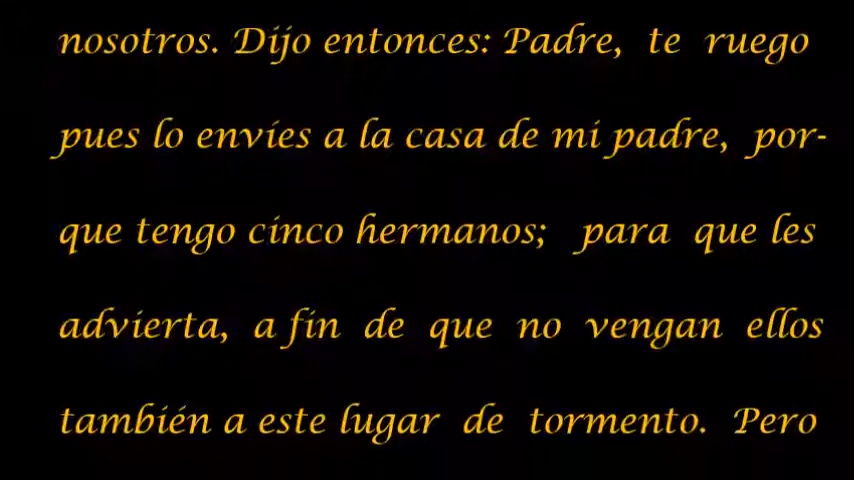 nosotros. Dijo entonces: Padre, te ruego
pues lo envíes a la casa de mi padre, por-
que tengo cinco hermanos; para que les
advierta, a fin de que no vengan ellos
también a este lugar de tormento. Pero